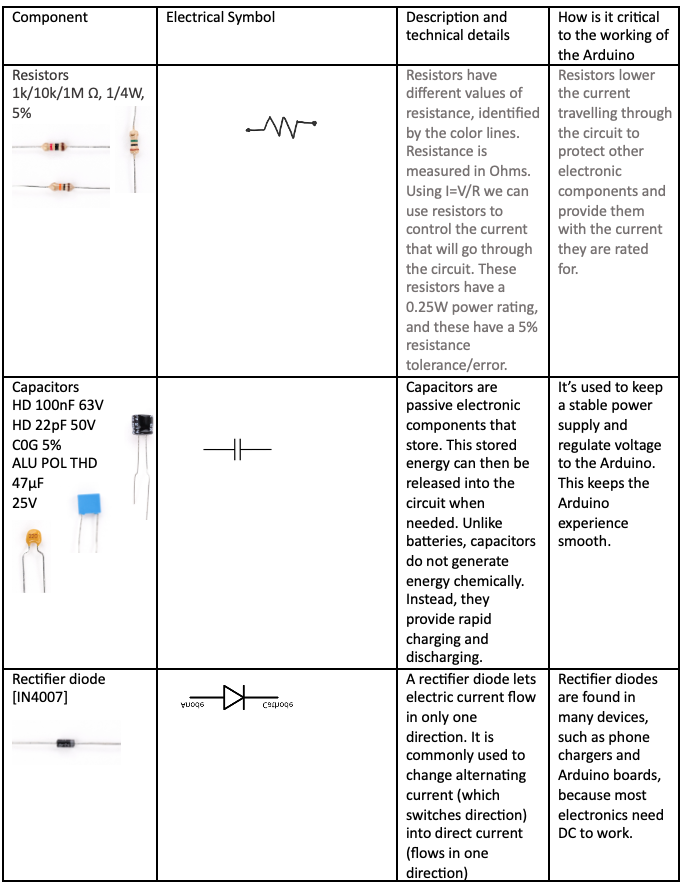 Component
Electrical Symbol
Description and
technical details
How is it critical
to the working of
the Arduino
Resistors
1k/10k/1M Ω, 1/4W,
5%
Resistors have
different values of
resistance, identified
by the color lines.
Resistance is
measured in Ohms.
Using I=V/R we can
use resistors to
control the current
that will go through
the circuit. These
resistors have a
0.25W power rating,
and these have a 5%
resistance
tolerance/error.
Resistors lower
the current
travelling through
the circuit to
protect other
electronic
components and
provide them
with the current
they are rated
for.
Capacitors
HD 100nF 63V
HD 22pF 50V
C0G 5%
ALU POL THD
47µF
25V
Capacitors are
passive electronic
components that
store. This stored
energy can then be
released into the
circuit when
needed. Unlike
batteries, capacitors
do not generate
energy chemically.
Instead, they
provide rapid
charging and
discharging.
It’s used to keep
a stable power
supply and
regulate voltage
to the Arduino.
This keeps the
Arduino
experience
smooth.
Rectifier diode
[IN4007]
Anode Cathode
A rectifier diode lets
electric current flow
in only one
direction. It is
commonly used to
change alternating
current (which
switches direction)
into direct current
(flows in one
direction)
Rectifier diodes
are found in
many devices,
such as phone
chargers and
Arduino boards,
because most
electronics need
DC to work.